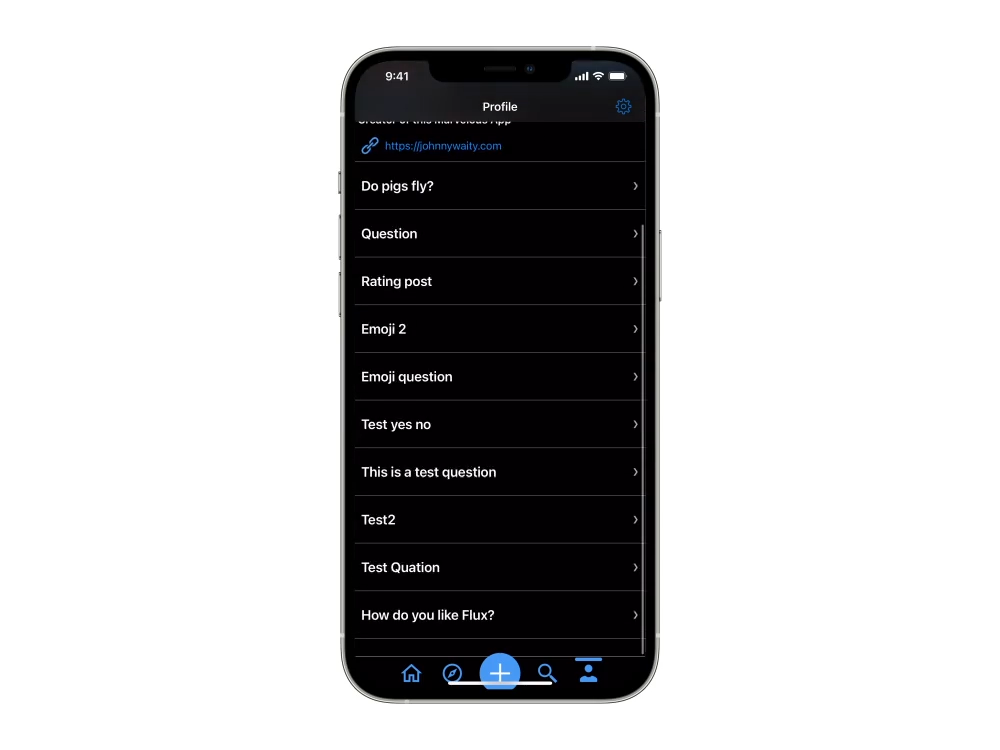 9:41
Profile
Creator of this Marvelous App
https://johnnywaity.com
Do pigs fly?
Question
Rating post
Emoji 2
Emoji question
Test yes no
This is a test question
Test2
Test Quation
How do you like Flux?